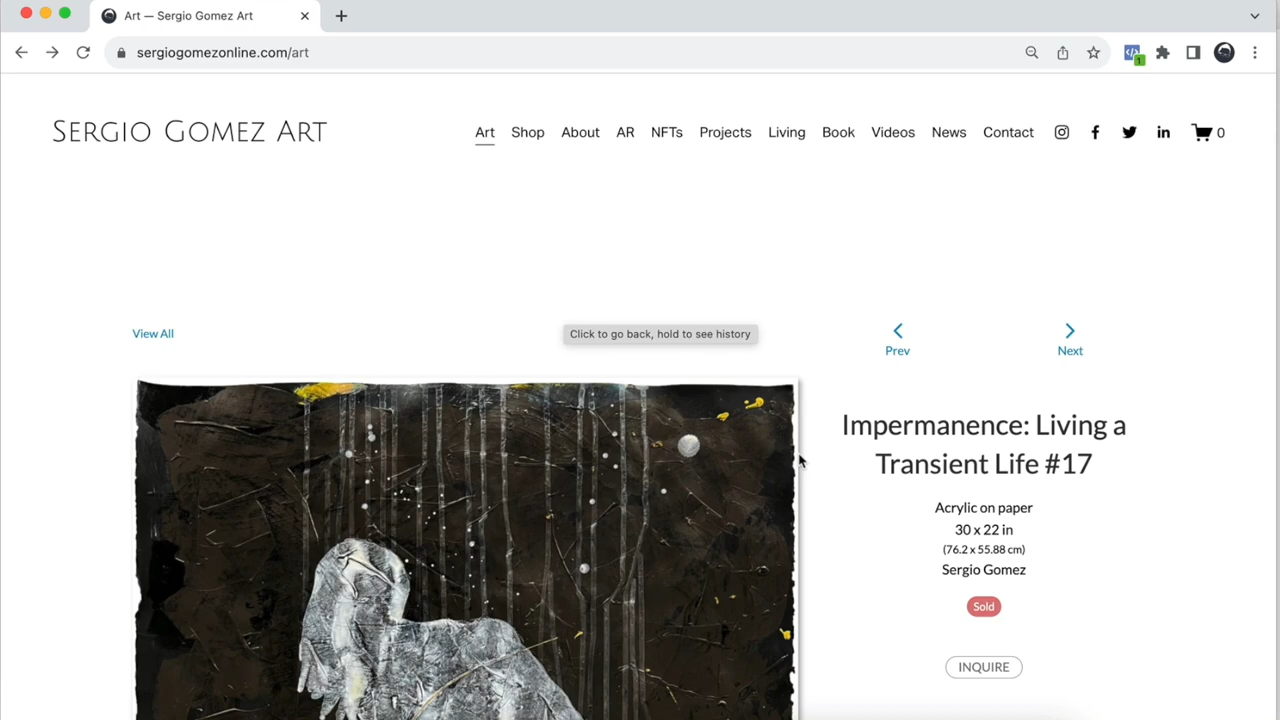 Art — Sergio Gomez Art
sergiogomezonline.com/art
1
SERGIO GOMEZ ART
Art Shop About AR NFTs Projects Living Book Videos News Contact 0
View All
Click to go back, hold to see history
Prev
Next
Impermanence: Living a
Transient Life #17
Acrylic on paper
30 x 22 in
(76.2 x 55.88 cm)
Sergio Gomez
Sold
INQUIRE